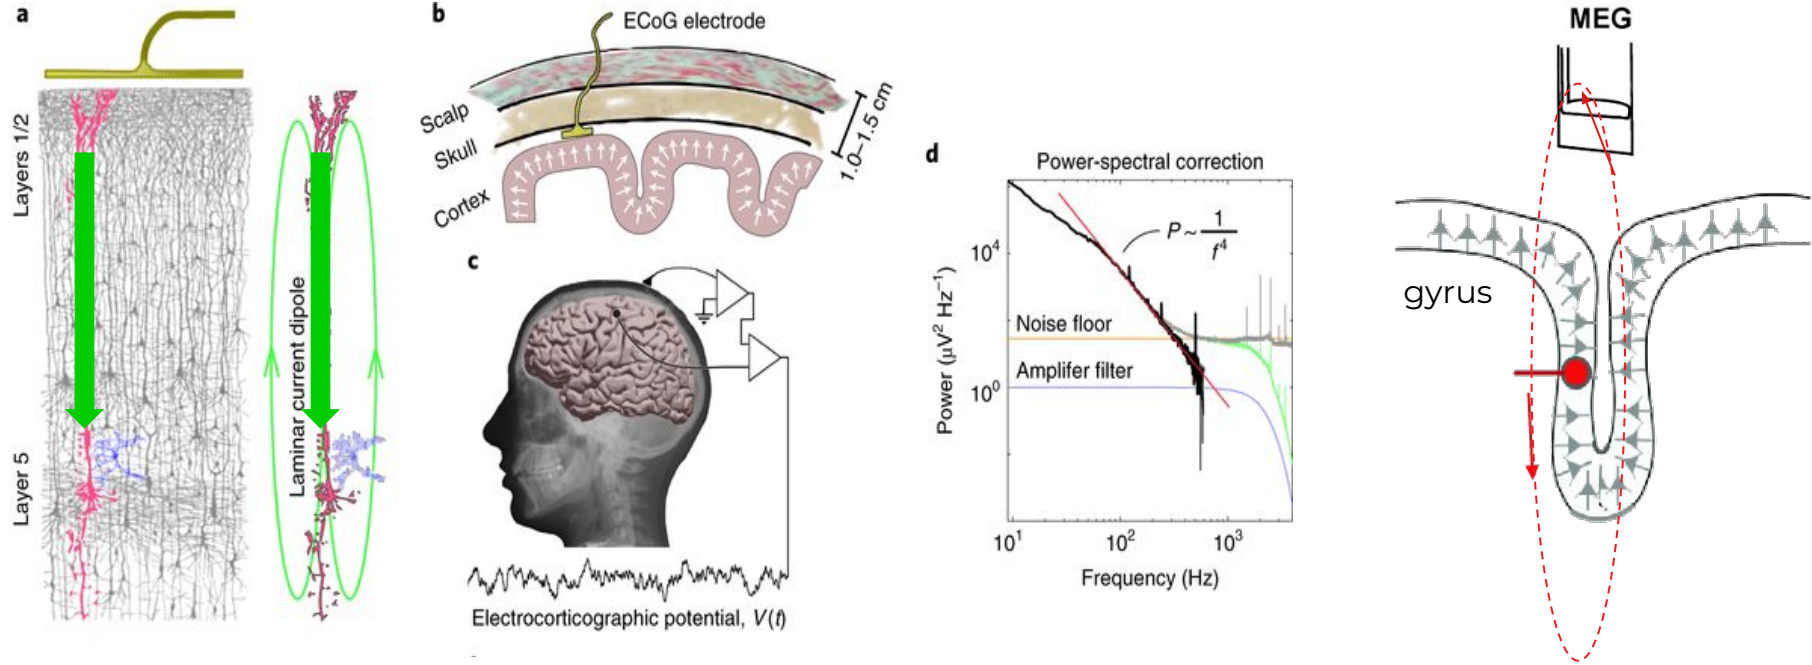 a
Layers 1/2
Layer 5
Laminar current dipole
b
ECoG electrode
Scalp
Skull
Cortex
1.0–1.5 cm
c
Electrocorticographic potential, V(t)
d
Power-spectral correction
P ~ 1/f⁴
Noise floor
Amplifer filter
Power (μV² Hz⁻¹)
10⁴
10⁰
10¹ 10² 10³
Frequency (Hz)
MEG
gyrus